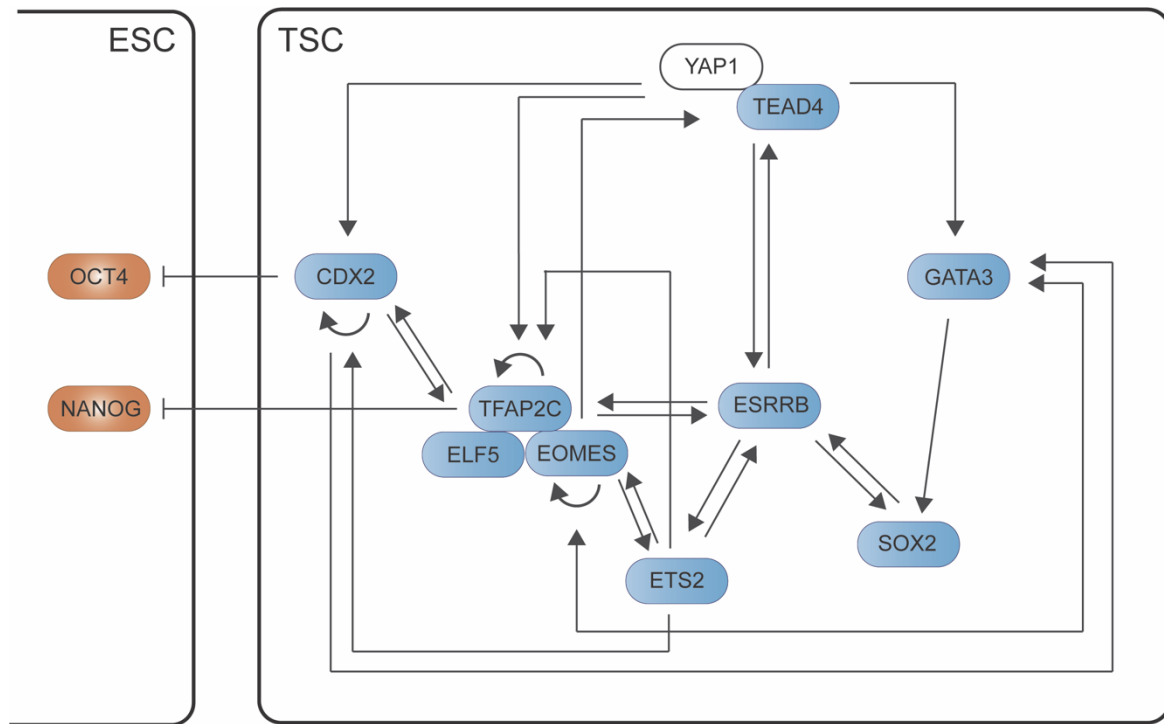 ESC
TSC
YAP1
TEAD4
OCT4
CDX2
GATA3
NANOG
TFAP2C
ESRRB
ELF5
EOMES
SOX2
ETS2